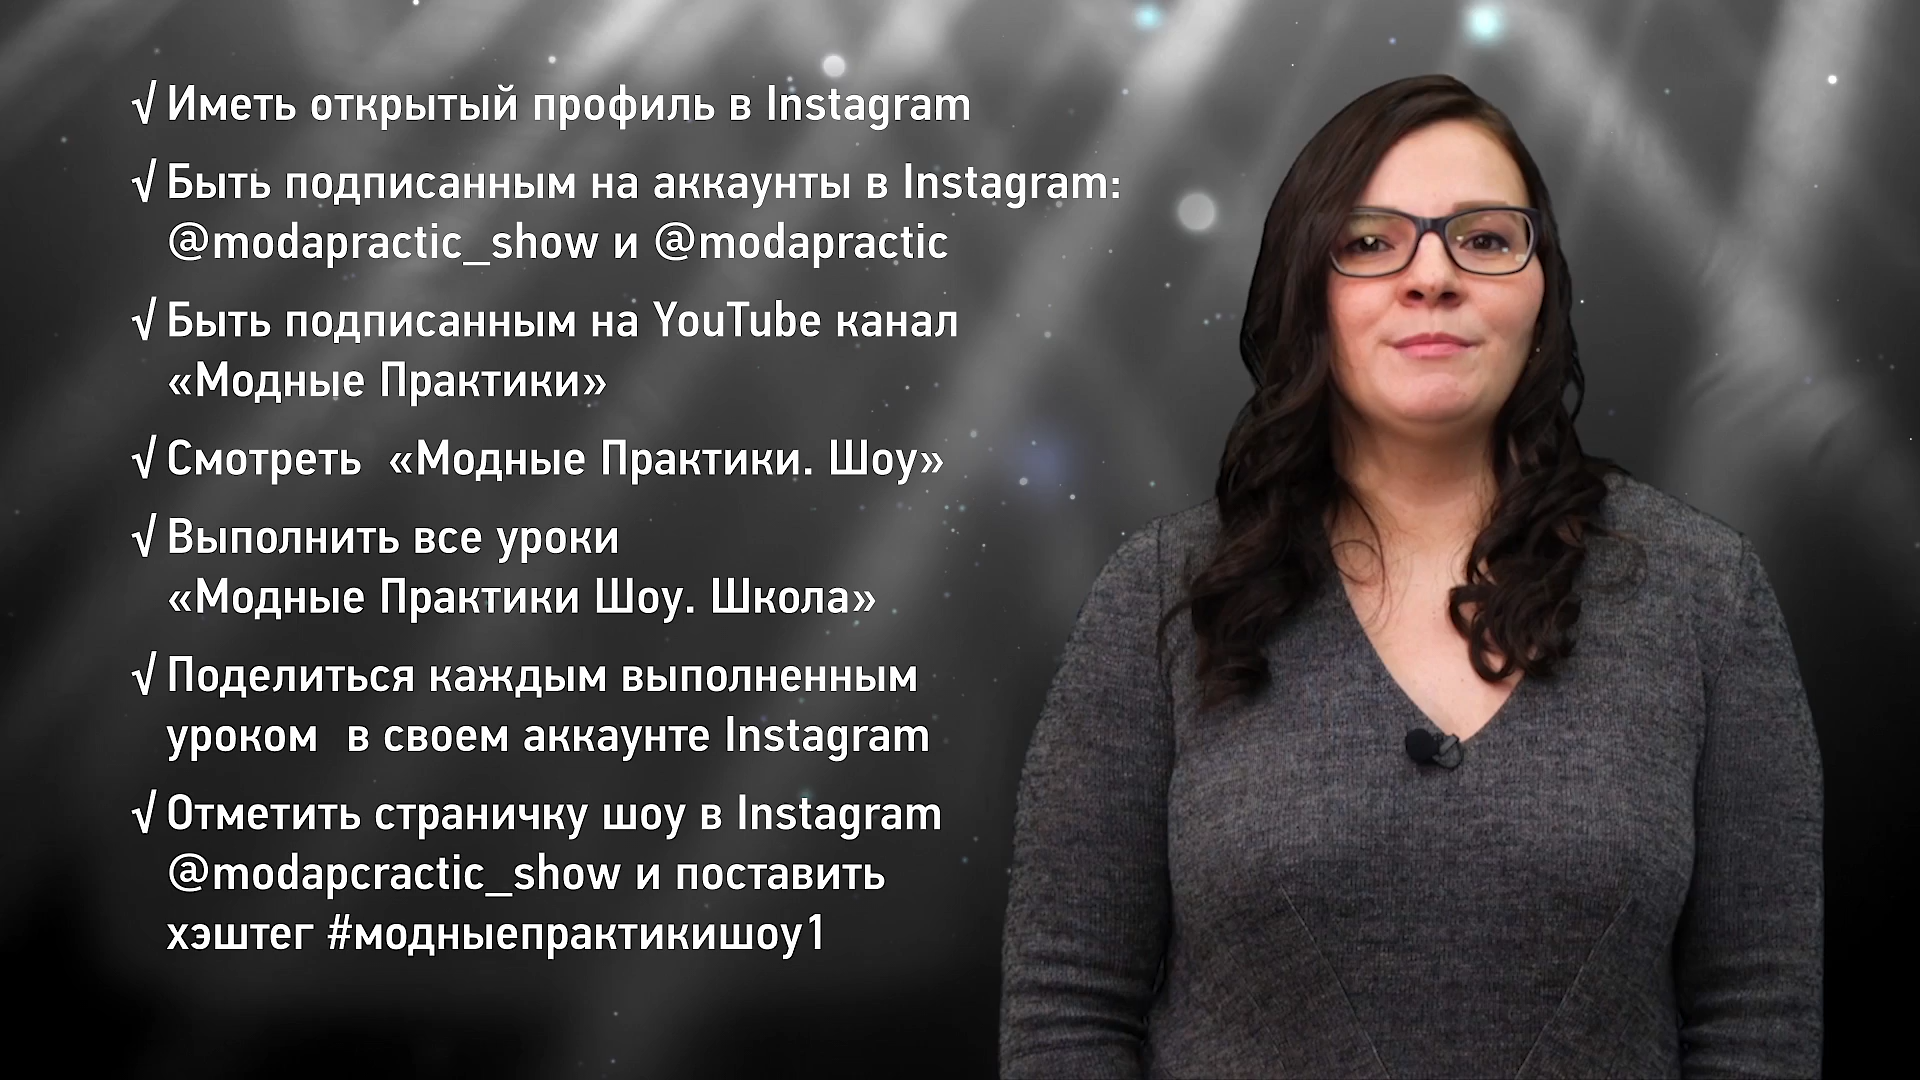 √ Иметь открытый профиль в Instagram
√ Быть подписанным на аккаунты в Instagram:
@modapractic_show и @modapractic
√ Быть подписанным на YouTube канал
«Модные Практики»
√ Смотреть «Модные Практики. Шоу»
√ Выполнить все уроки
«Модные Практики Шоу. Школа»
√ Поделиться каждым выполненным
уроком в своем аккаунте Instagram
√ Отметить страничку шоу в Instagram
@modapcractic_show и поставить
хэштег #модныепрактикишоу1